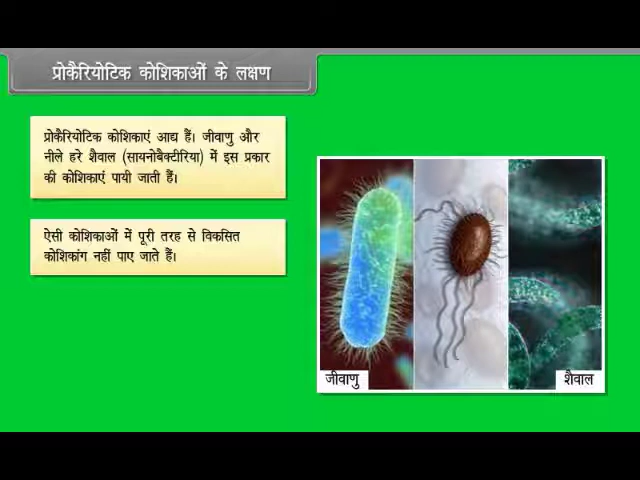 प्रोकैरियोटिक कोशिकाओं के लक्षण
प्रोकैरियोटिक कोशिकाएं आद्य हैं। जीवाणु और
नीले हरे शैवाल (सायनोबैक्टीरिया) में इस प्रकार
की कोशिकाएं पायी जाती हैं।
ऐसी कोशिकाओं में पूरी तरह से विकसित
कोशिकांग नहीं पाए जाते हैं।
जीवाणु
शैवाल